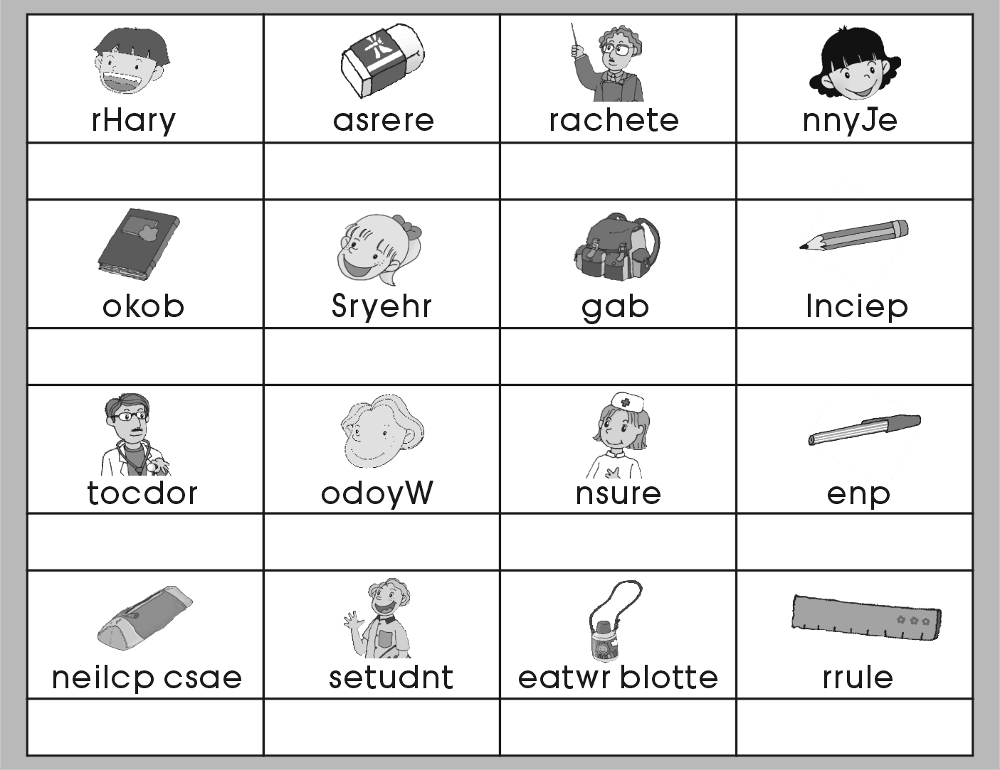 rHary
asrere
rachete
nnyJe
okob
Sryehr
gab
lnciep
tocdor
odoyW
nsure
enp
neilcp csae
setudnt
eatwr blotte
rrule